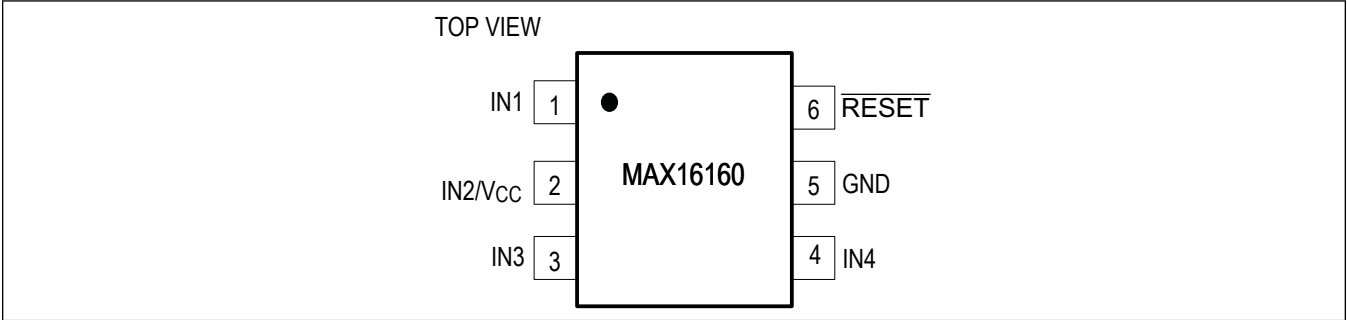 TOP VIEW
IN1 1
6 RESET
MAX16160
IN2/VCC 2
5 GND
IN3 3
4 IN4